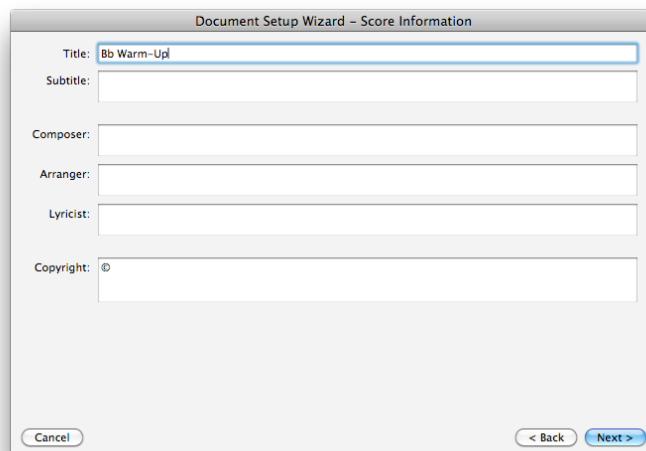 Document Setup Wizard – Score Information
Title: Bb Warm-Up
Subtitle:
Composer:
Arranger:
Lyricist:
Copyright: ©
Cancel < Back Next >